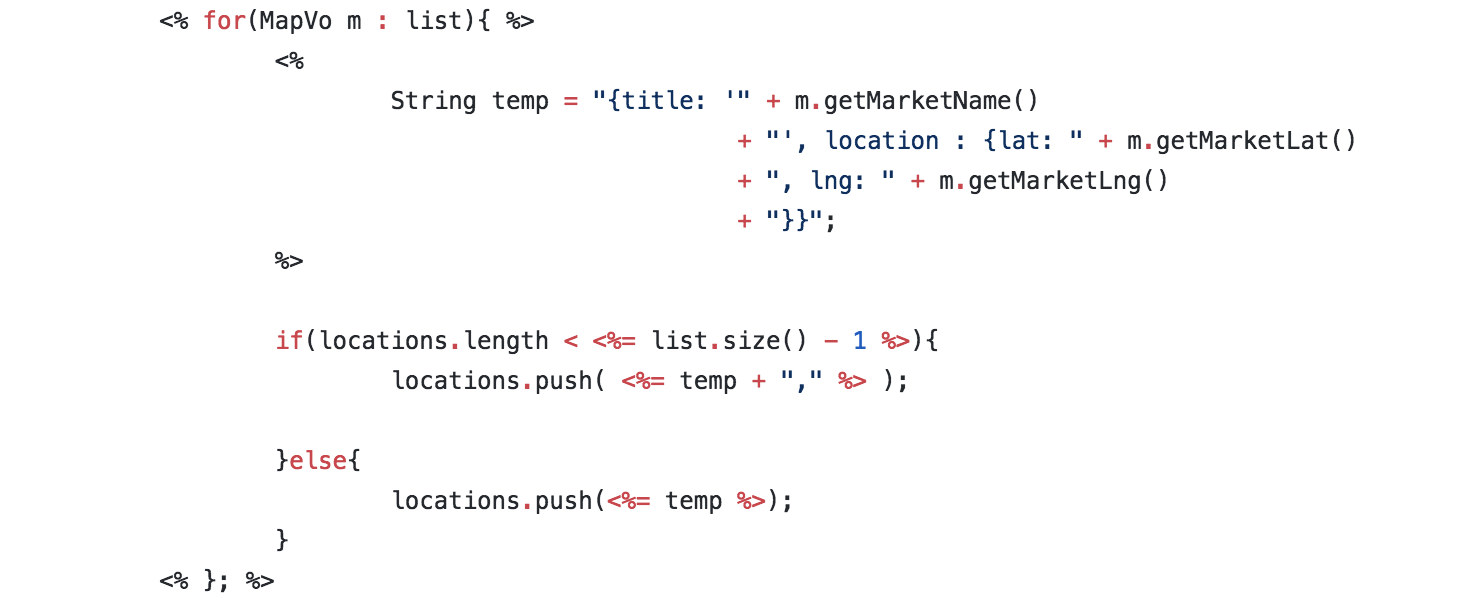 <% for(MapVo m : list){ %>
<%
String temp = "{title: '" + m.getMarketName()
+ "', location : {lat: " + m.getMarketLat()
+ ", lng: " + m.getMarketLng()
+ "}}";
%>
if(locations.length < <%= list.size() - 1 %>){
locations.push( <%= temp + "," %> );
}else{
locations.push(<%= temp %>);
}
<% }; %>